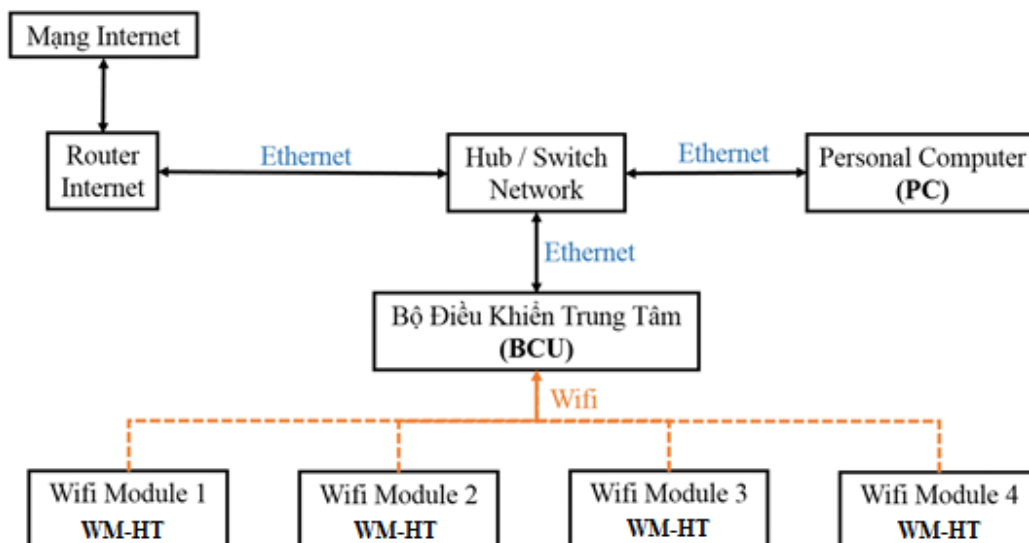 Mạng Internet
Router
Internet
Ethernet
Hub / Switch
Network
Ethernet
Personal Computer
(PC)
Ethernet
Bộ Điều Khiển Trung Tâm
(BCU)
Wifi
Wifi Module 1
WM-HT
Wifi Module 2
WM-HT
Wifi Module 3
WM-HT
Wifi Module 4
WM-HT